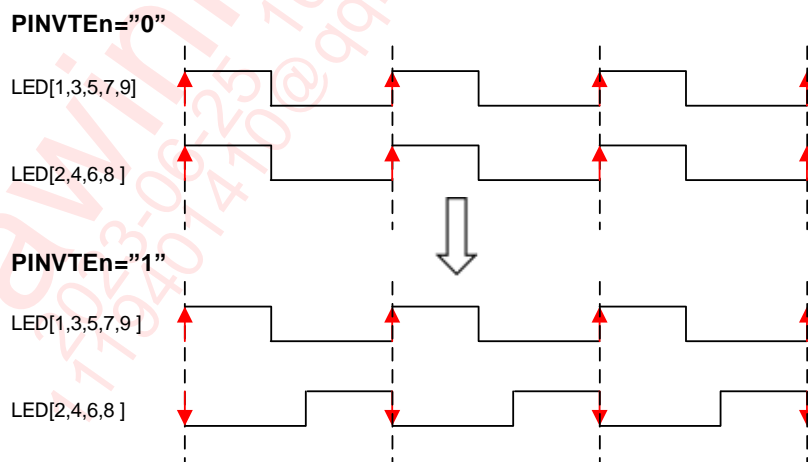 PINVTEn=”0”
LED[1,3,5,7,9]
LED[2,4,6,8 ]
PINVTEn=”1”
LED[1,3,5,7,9 ]
LED[2,4,6,8 ]